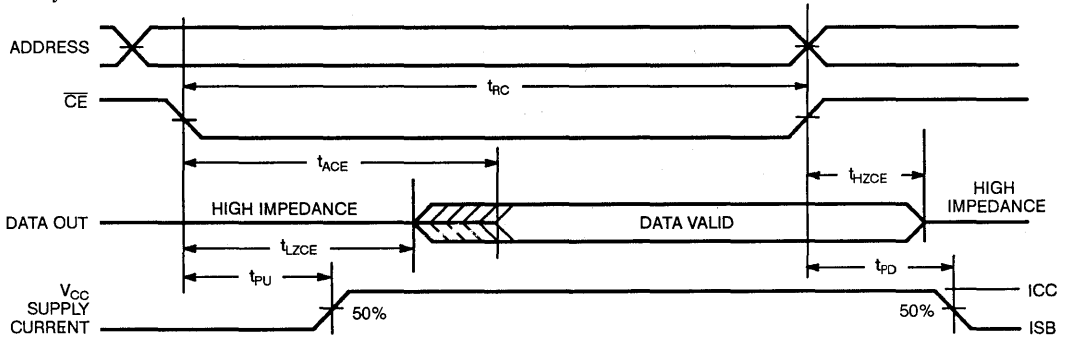 ADDRESS
tRC
CE
tACE
tHZCE
DATA OUT
HIGH IMPEDANCE
DATA VALID
HIGH
IMPEDANCE
tLZCE
tPU
tPD
VCC
SUPPLY
CURRENT
50%
50%
ICC
ISB